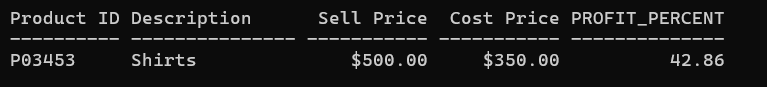 Product ID Description      Sell Price  Cost Price PROFIT_PERCENT
---------- --------------- ----------- ----------- --------------
P03453     Shirts              $500.00     $350.00          42.86